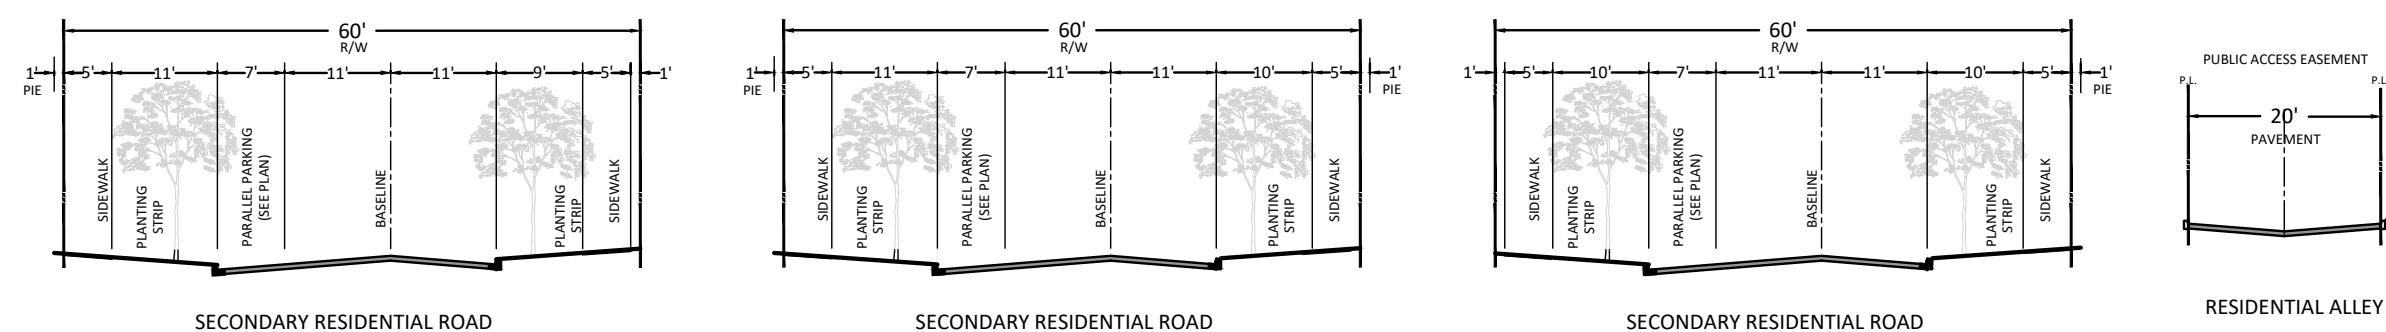 60'
R/W
1' 5' 11' 7' 11' 11' 9' 5' 1'
PIE
SIDEWALK
PLANTING
STRIP
PARALLEL PARKING
(SEE PLAN)
BASELINE
PLANTING
STRIP
SIDEWALK
SECONDARY RESIDENTIAL ROAD
60'
R/W
1' 5' 11' 7' 11' 11' 10' 5' 1'
PIE
PIE
SIDEWALK
PLANTING
STRIP
PARALLEL PARKING
(SEE PLAN)
BASELINE
PLANTING
STRIP
SIDEWALK
SECONDARY RESIDENTIAL ROAD
60'
R/W
1' 5' 10' 7' 11' 11' 10' 5' 1'
PIE
SIDEWALK
PLANTING
STRIP
PARALLEL PARKING
(SEE PLAN)
BASELINE
PLANTING
STRIP
SIDEWALK
SECONDARY RESIDENTIAL ROAD
PUBLIC ACCESS EASEMENT
P.L. P.L
20'
PAVEMENT
RESIDENTIAL ALLEY